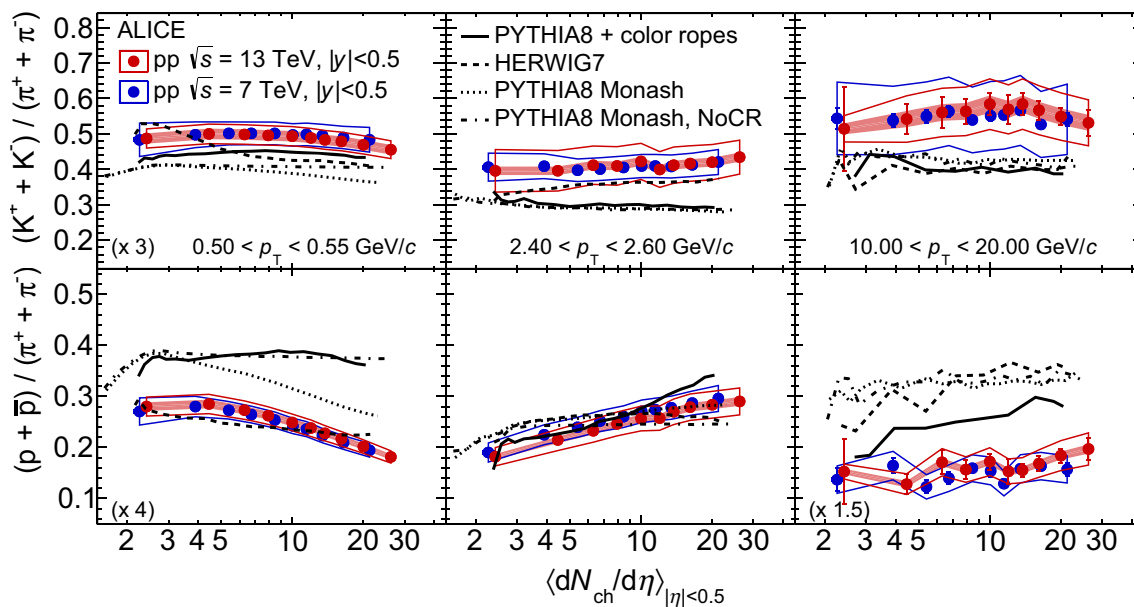 ALICE
pp √s = 13 TeV, |y|<0.5
pp √s = 7 TeV, |y|<0.5
PYTHIA8 + color ropes
HERWIG7
PYTHIA8 Monash
PYTHIA8 Monash, NoCR
(K⁺ + K⁻) / (π⁺ + π⁻)
0.8
0.7
0.6
0.5
0.4
0.3
0.2
(x 3)
0.50 < p_T < 0.55 GeV/c
2.40 < p_T < 2.60 GeV/c
10.00 < p_T < 20.00 GeV/c
(p + p̅) / (π⁺ + π⁻)
0.5
0.4
0.3
0.2
0.1
(x 4)
(x 1.5)
2 3 4 5 10 20 30
2 3 4 5 10 20 30
2 3 4 5 10 20 30
⟨dN_ch/dη⟩_|η|<0.5